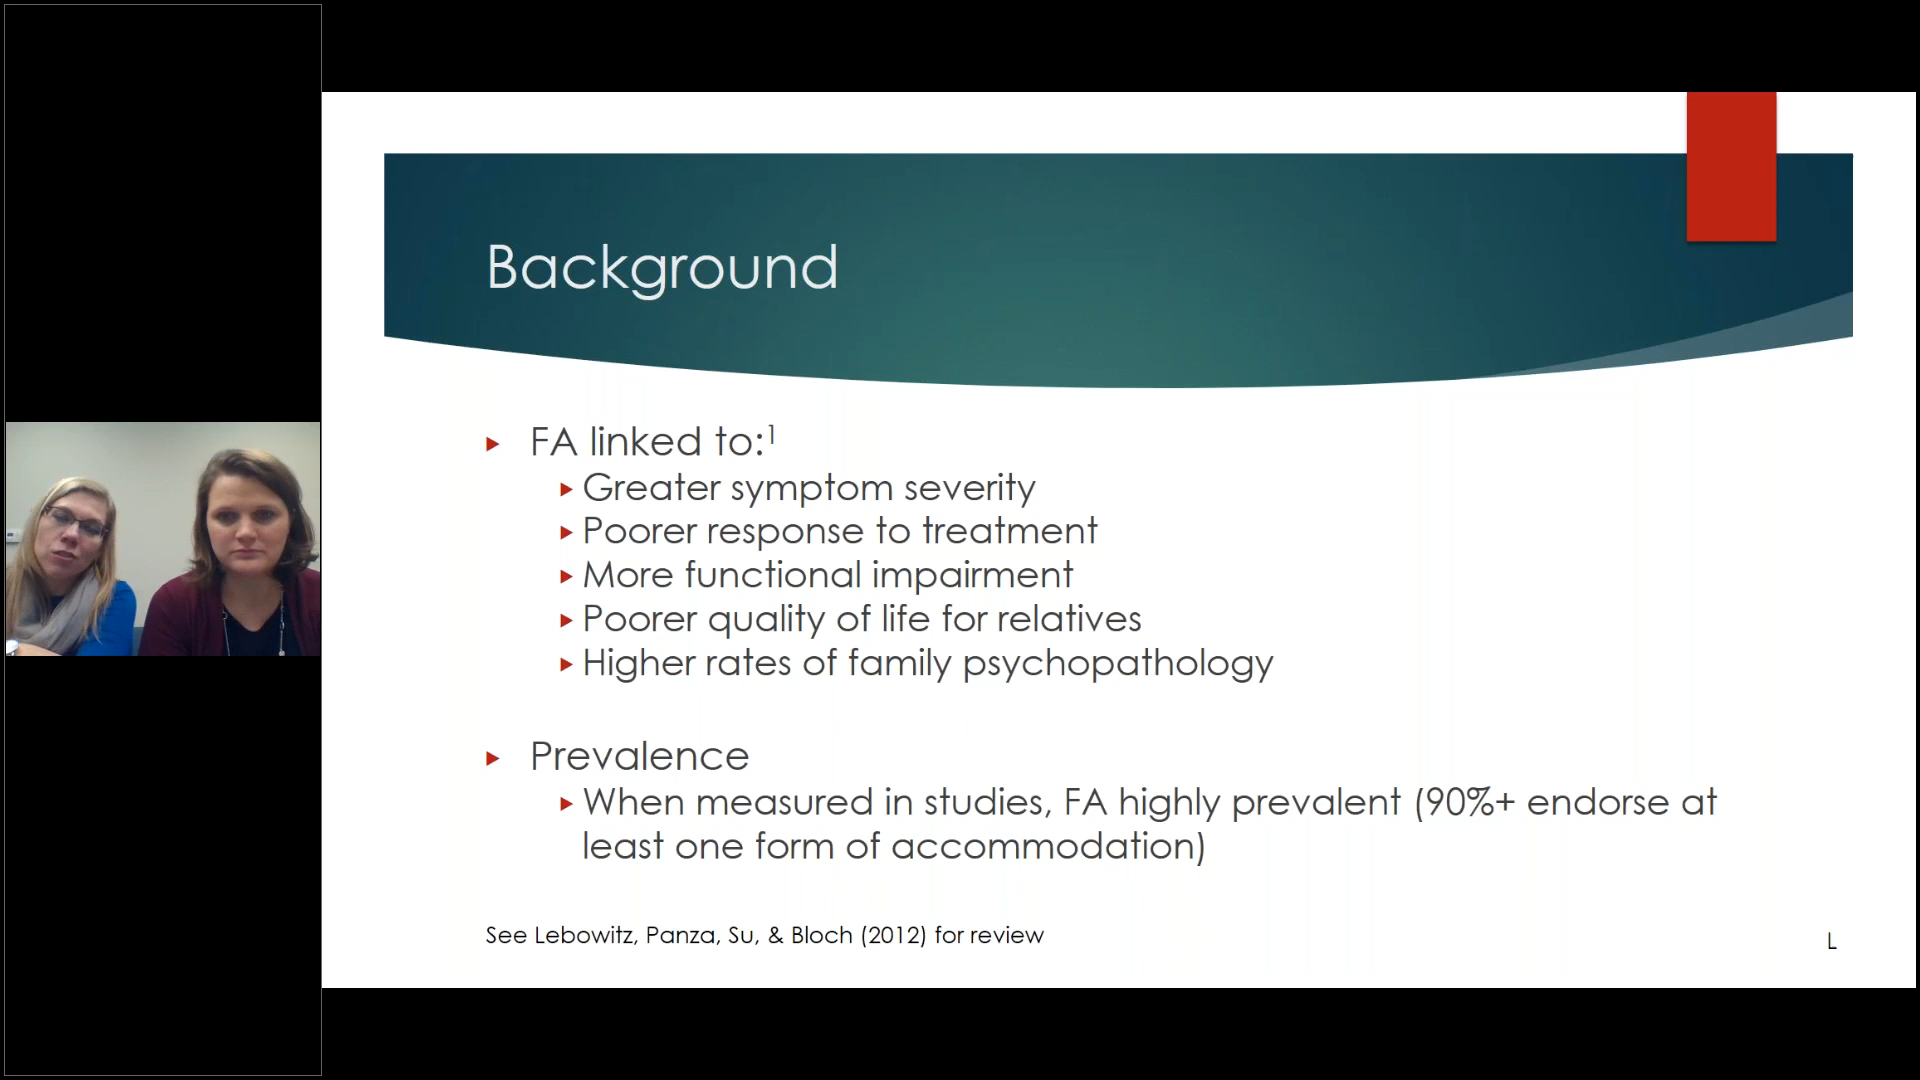 Background
FA linked to:1
Greater symptom severity
Poorer response to treatment
More functional impairment
Poorer quality of life for relatives
Higher rates of family psychopathology
Prevalence
When measured in studies, FA highly prevalent (90%+ endorse at
least one form of accommodation)
See Lebowitz, Panza, Su, & Bloch (2012) for review
L